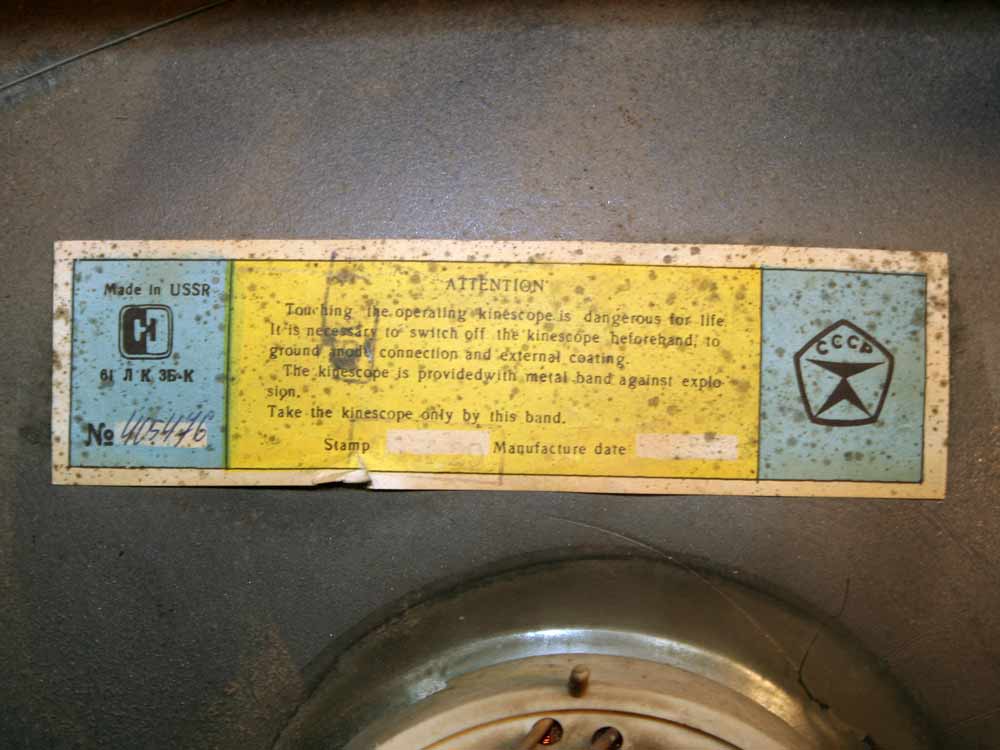 Made in USSR
61 ЛК 3Б-К
№ 405476
ATTENTION
Touching the operating kinescope is dangerous for life.
It is necessary to switch off the kinescope beforehand, to
ground anode connection and external coating.
The kinescope is providedwith metal band against explo
sion.
Take the kinescope only by this band.
Stamp Manufacture date
СССР